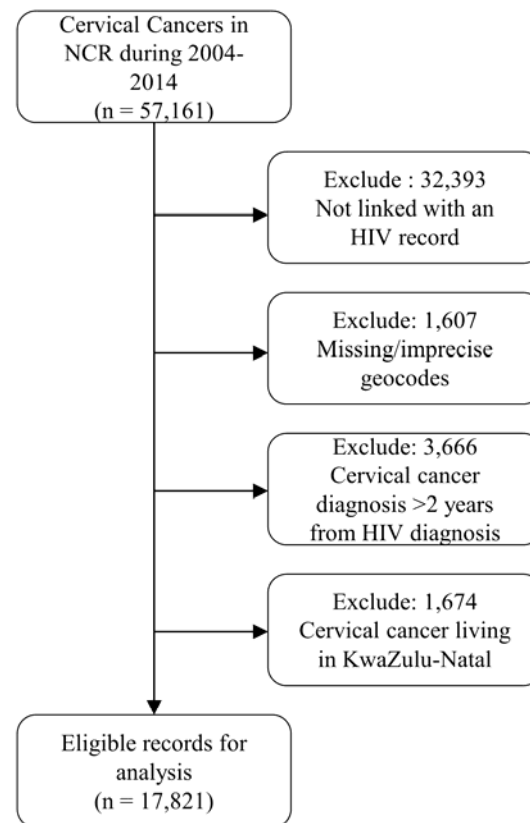 Cervical Cancers in
NCR during 2004-
2014
(n = 57,161)
Exclude : 32,393
Not linked with an
HIV record
Exclude: 1,607
Missing/imprecise
geocodes
Exclude: 3,666
Cervical cancer
diagnosis >2 years
from HIV diagnosis
Exclude: 1,674
Cervical cancer living
in KwaZulu-Natal
Eligible records for
analysis
(n = 17,821)